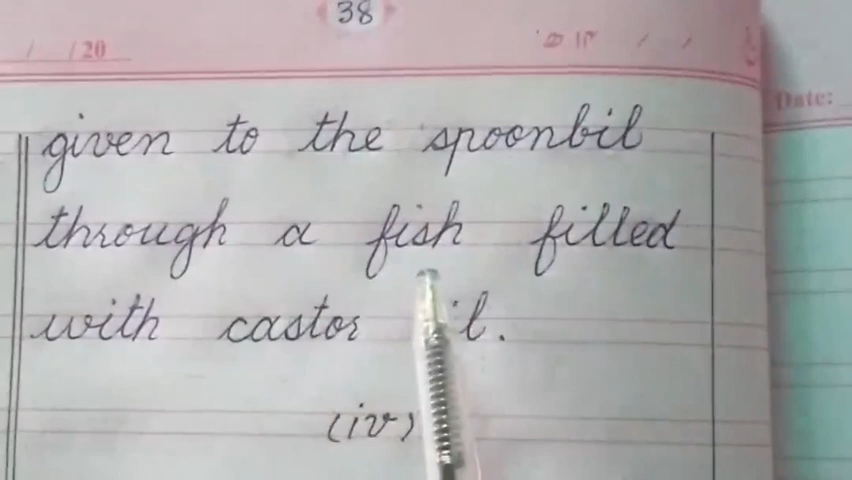 38
/ /20
Date:
given to the spoonbil
through a fish filled
with castor
(iv)